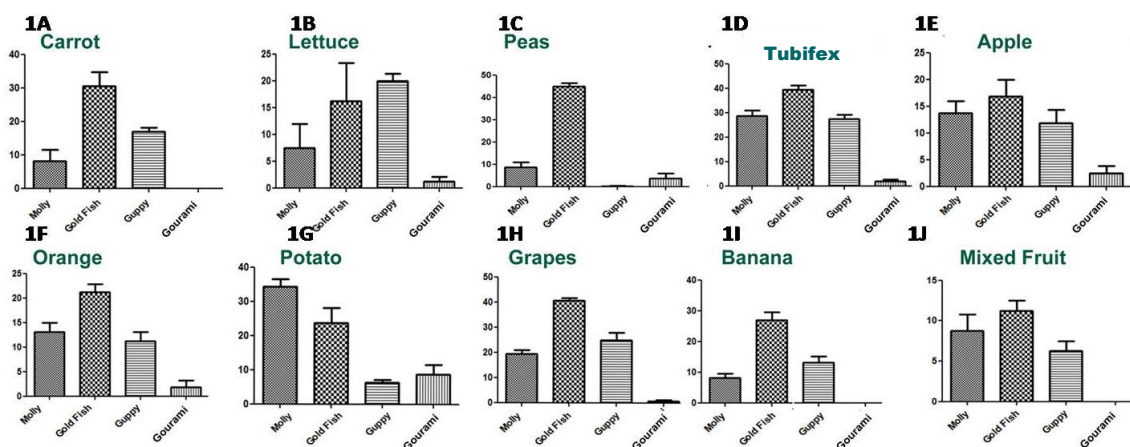 1A
Carrot
40
30
20
10
0
Molly
Gold Fish
Guppy
Gourami
1B
Lettuce
25
20
15
10
5
0
Molly
Gold Fish
Guppy
Gourami
1C
Peas
50
40
30
20
10
0
Molly
Gold Fish
Guppy
Gourami
1D
Tubifex
50
40
30
20
10
0
Molly
Gold Fish
Guppy
Gourami
1E
Apple
25
20
15
10
5
0
Molly
Gold Fish
Guppy
Gourami
1F
Orange
25
20
15
10
5
0
Molly
Gold Fish
Guppy
Gourami
1G
Potato
40
30
20
10
0
Molly
Gold Fish
Guppy
Gourami
1H
Grapes
50
40
30
20
10
0
Molly
Gold Fish
Guppy
Gourami
1I
Banana
40
30
20
10
0
Molly
Gold Fish
Guppy
Gourami
1J
Mixed Fruit
15
10
5
0
Molly
Gold Fish
Guppy
Gourami